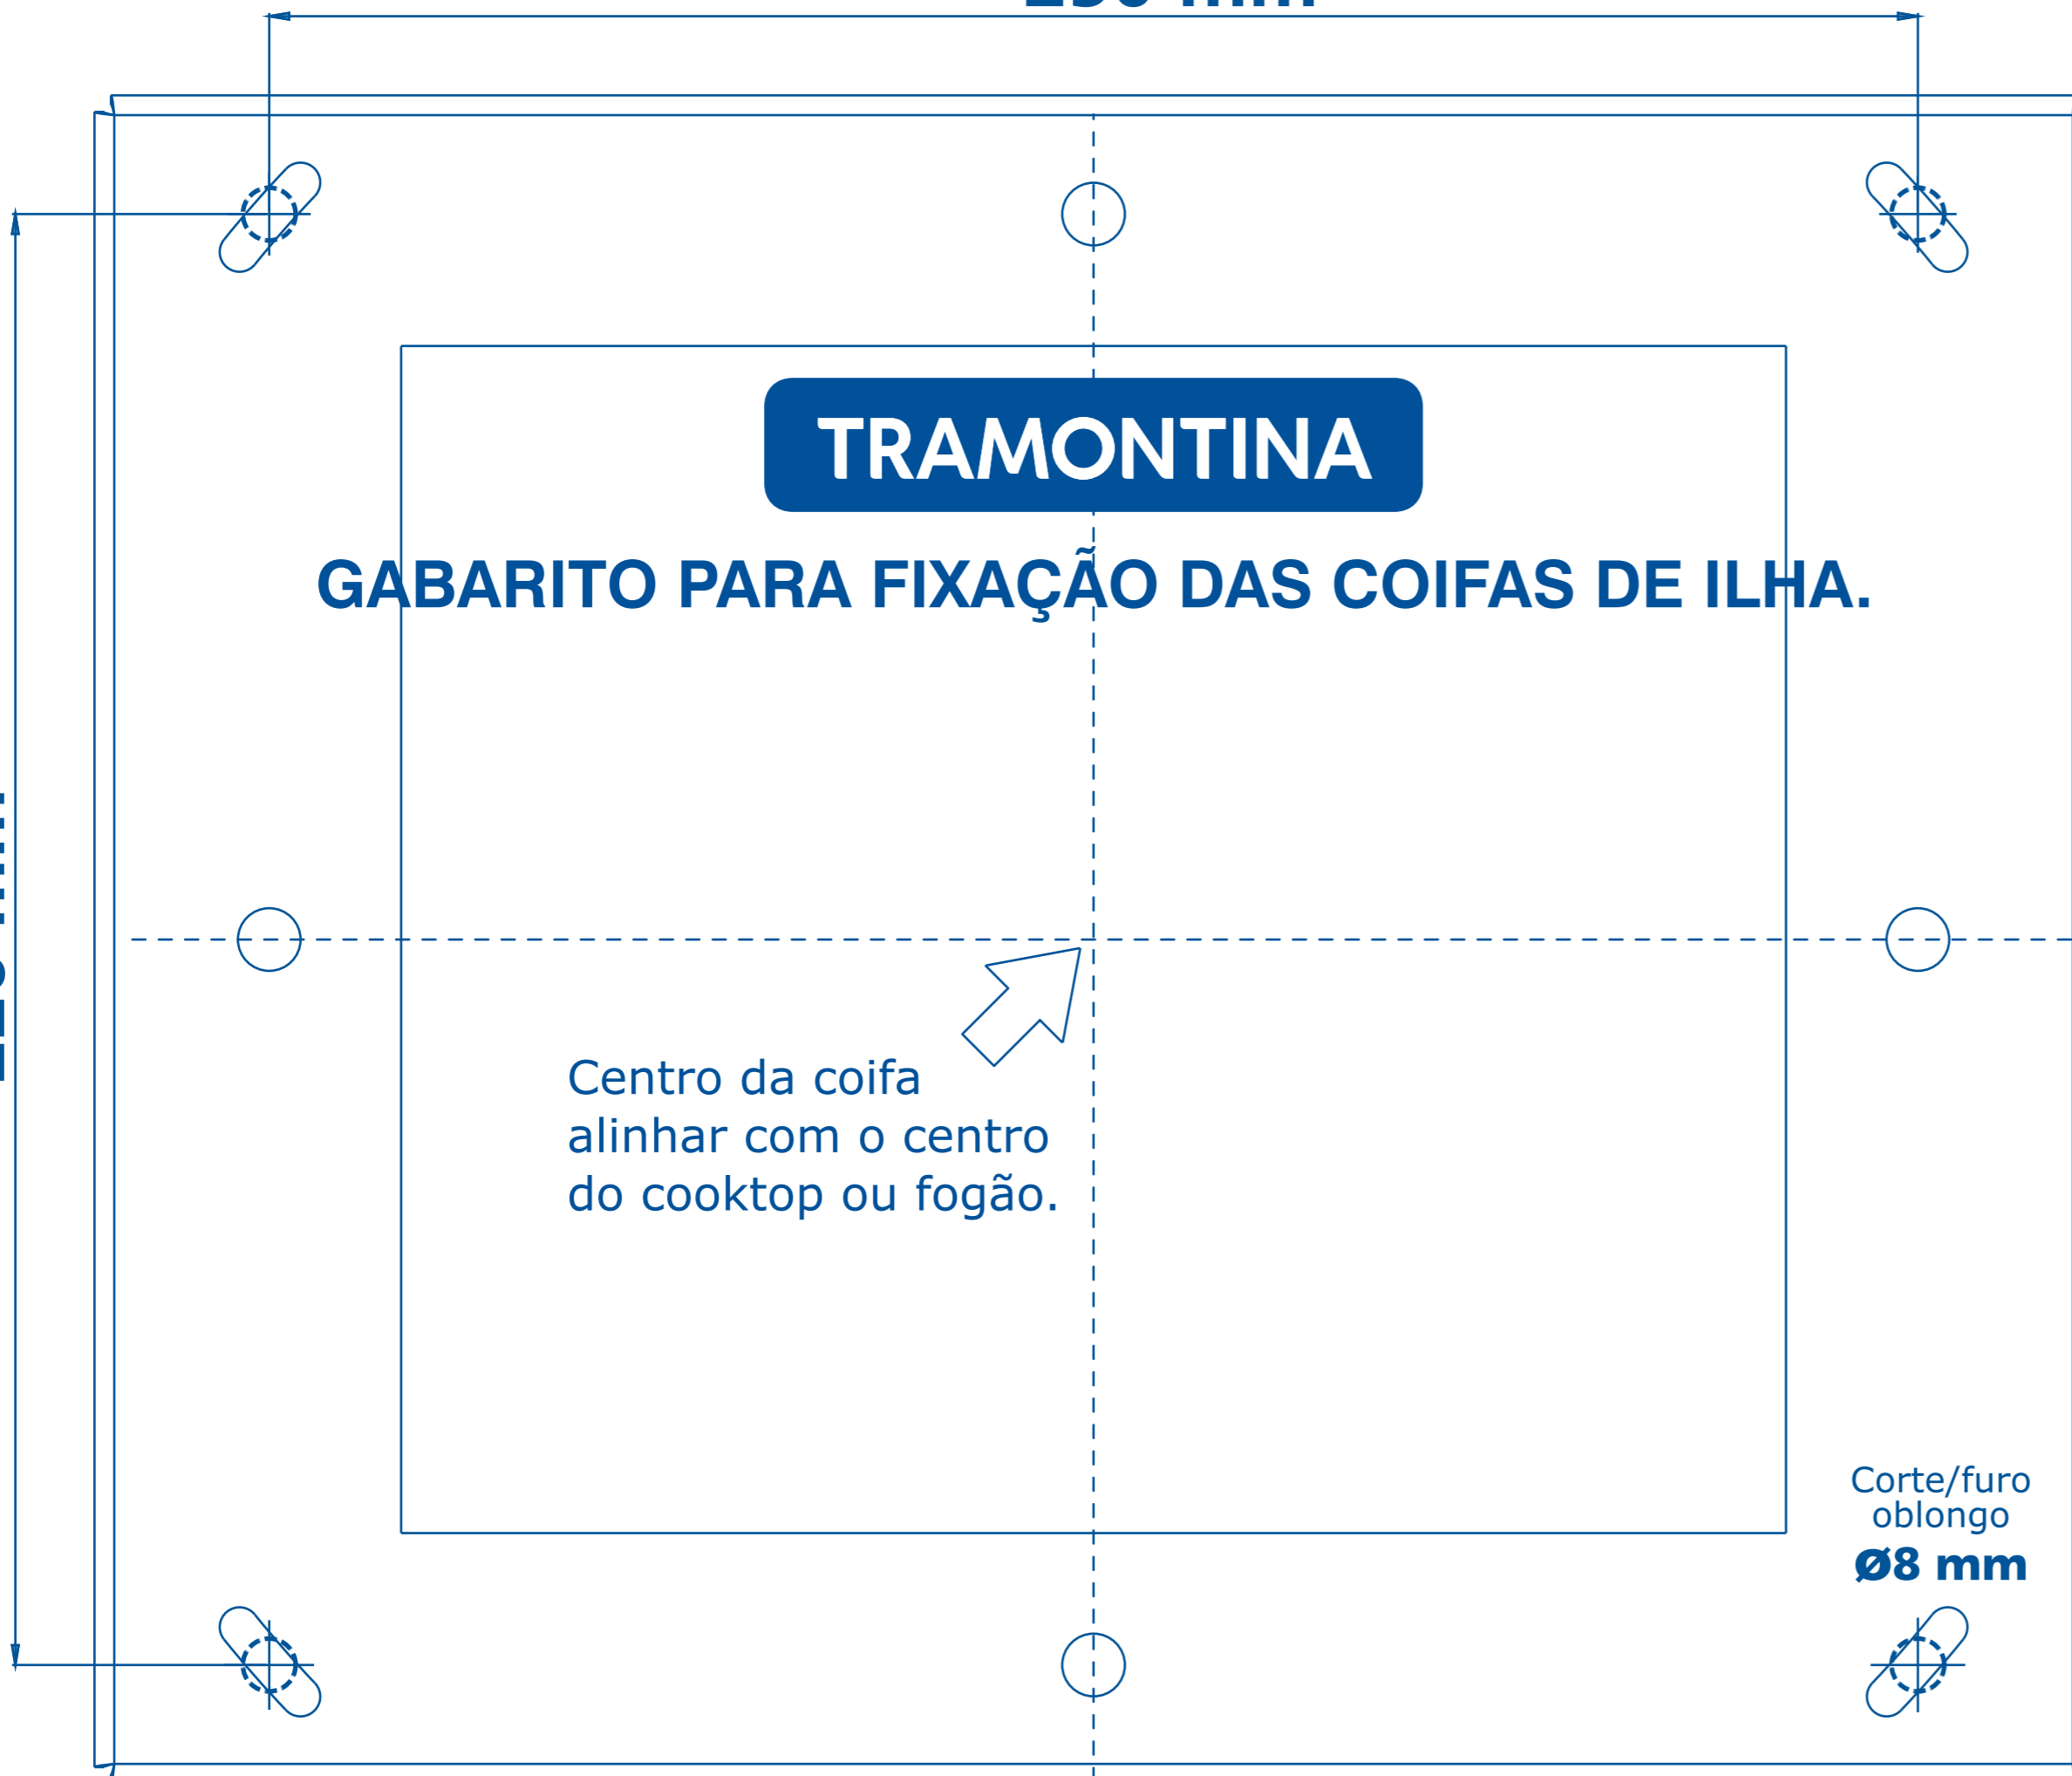 mm
TRAMONTINA
GABARITO PARA FIXAÇÃO DAS COIFAS DE ILHA.
Centro da coifa
alinhar com o centro
do cooktop ou fogão.
Corte/furo
oblongo
Ø8 mm